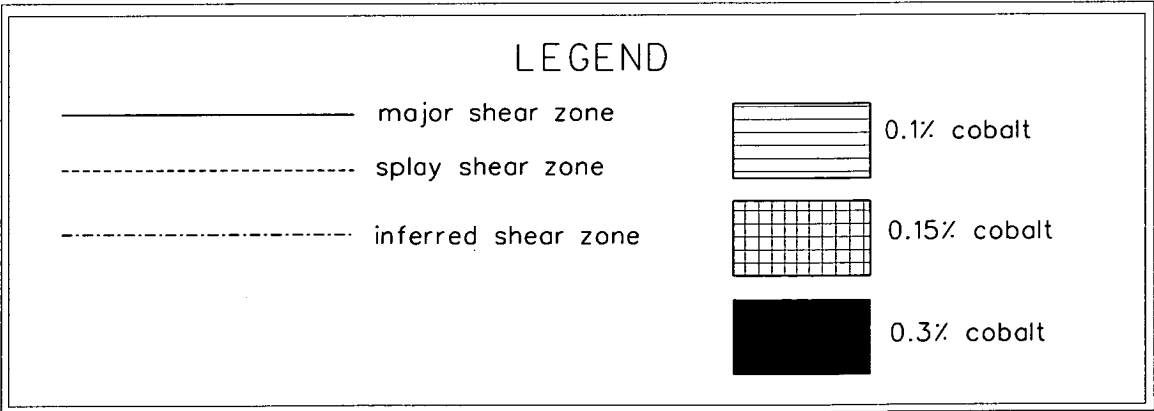 LEGEND
major shear zone
splay shear zone
inferred shear zone
0.1% cobalt
0.15% cobalt
0.3% cobalt